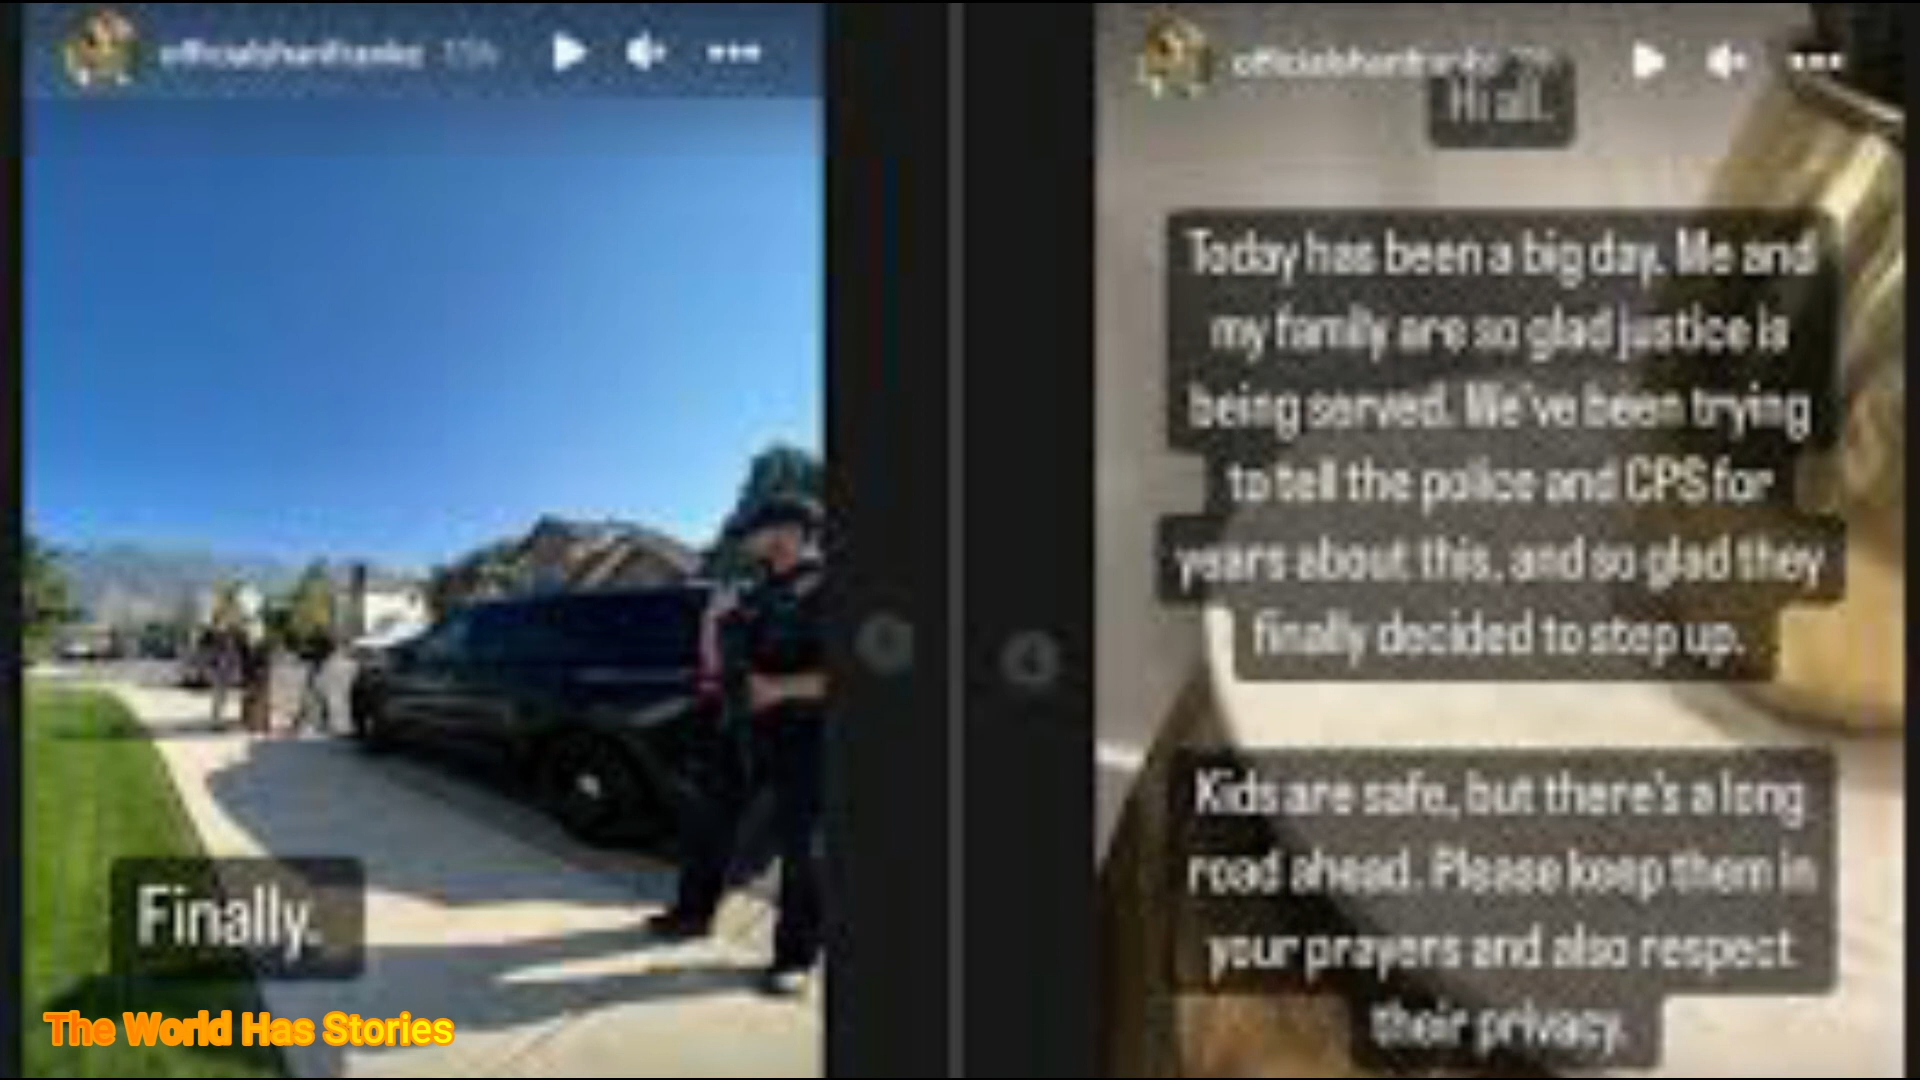 15h
Finally.
The World Has Stories
Hi all.
Today has been a big day. Me and
my family are so glad justice is
being served. We've been trying
to tell the police and CPS for
years about this, and so glad they
finally decided to step up.
Kids are safe, but there's a long
road ahead. Please keep them in
your prayers and also respect
their privacy.